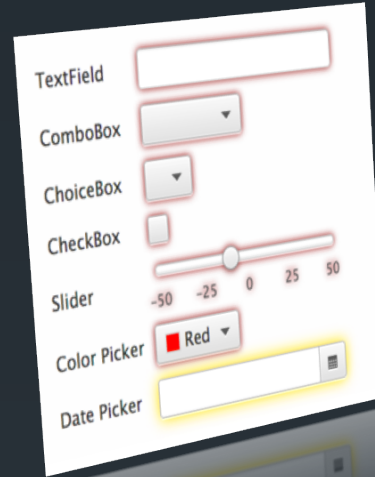 TextField
ComboBox
ChoiceBox
CheckBox
Slider
-50 -25 0 25 50
Color Picker Red
Date Picker